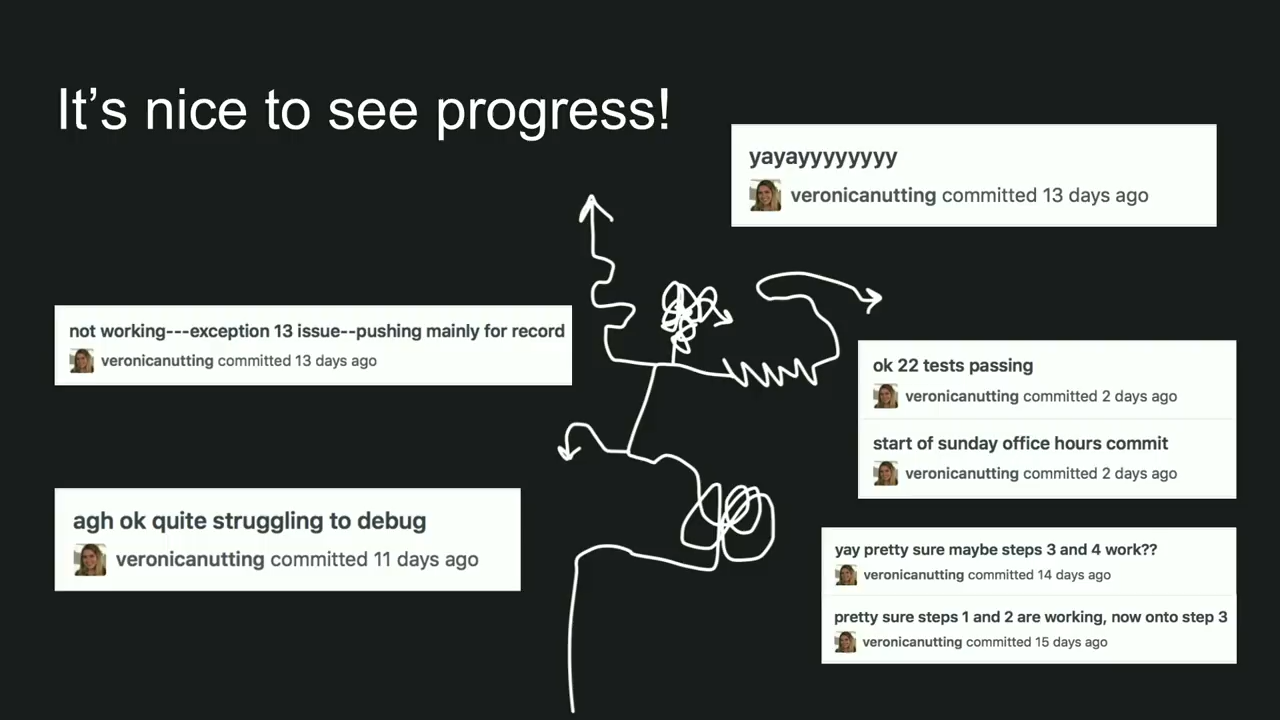 It's nice to see progress!
yayayyyyyyyy
veronicanutting committed 13 days ago
not working---exception 13 issue--pushing mainly for record
veronicanutting committed 13 days ago
ok 22 tests passing
veronicanutting committed 2 days ago
start of sunday office hours commit
veronicanutting committed 2 days ago
agh ok quite struggling to debug
veronicanutting committed 11 days ago
yay pretty sure maybe steps 3 and 4 work??
veronicanutting committed 14 days ago
pretty sure steps 1 and 2 are working, now onto step 3
veronicanutting committed 15 days ago